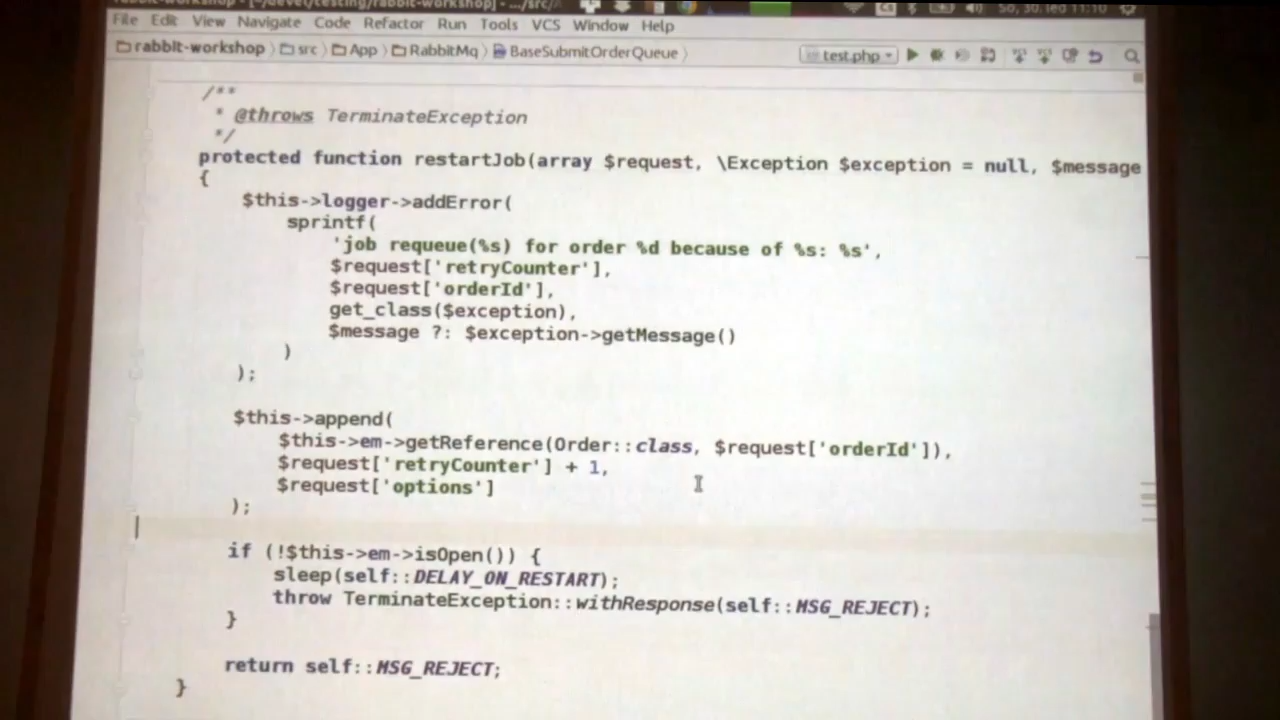 File Edit View Navigate Code Refactor Run Tools VCS Window Help
rabbit-workshop src App RabbitMq BaseSubmitOrderQueue test.php
/**
* @throws TerminateException
*/
protected function restartJob(array $request, \Exception $exception = null, $message
{
$this->logger->addError(
sprintf(
'job requeue(%s) for order %d because of %s: %s',
$request['retryCounter'],
$request['orderId'],
get_class($exception),
$message ?: $exception->getMessage()
)
);
$this->append(
$this->em->getReference(Order::class, $request['orderId']),
$request['retryCounter'] + 1,
$request['options']
);
if (!$this->em->isOpen()) {
sleep(self::DELAY_ON_RESTART);
throw TerminateException::withResponse(self::MSG_REJECT);
}
return self::MSG_REJECT;
}